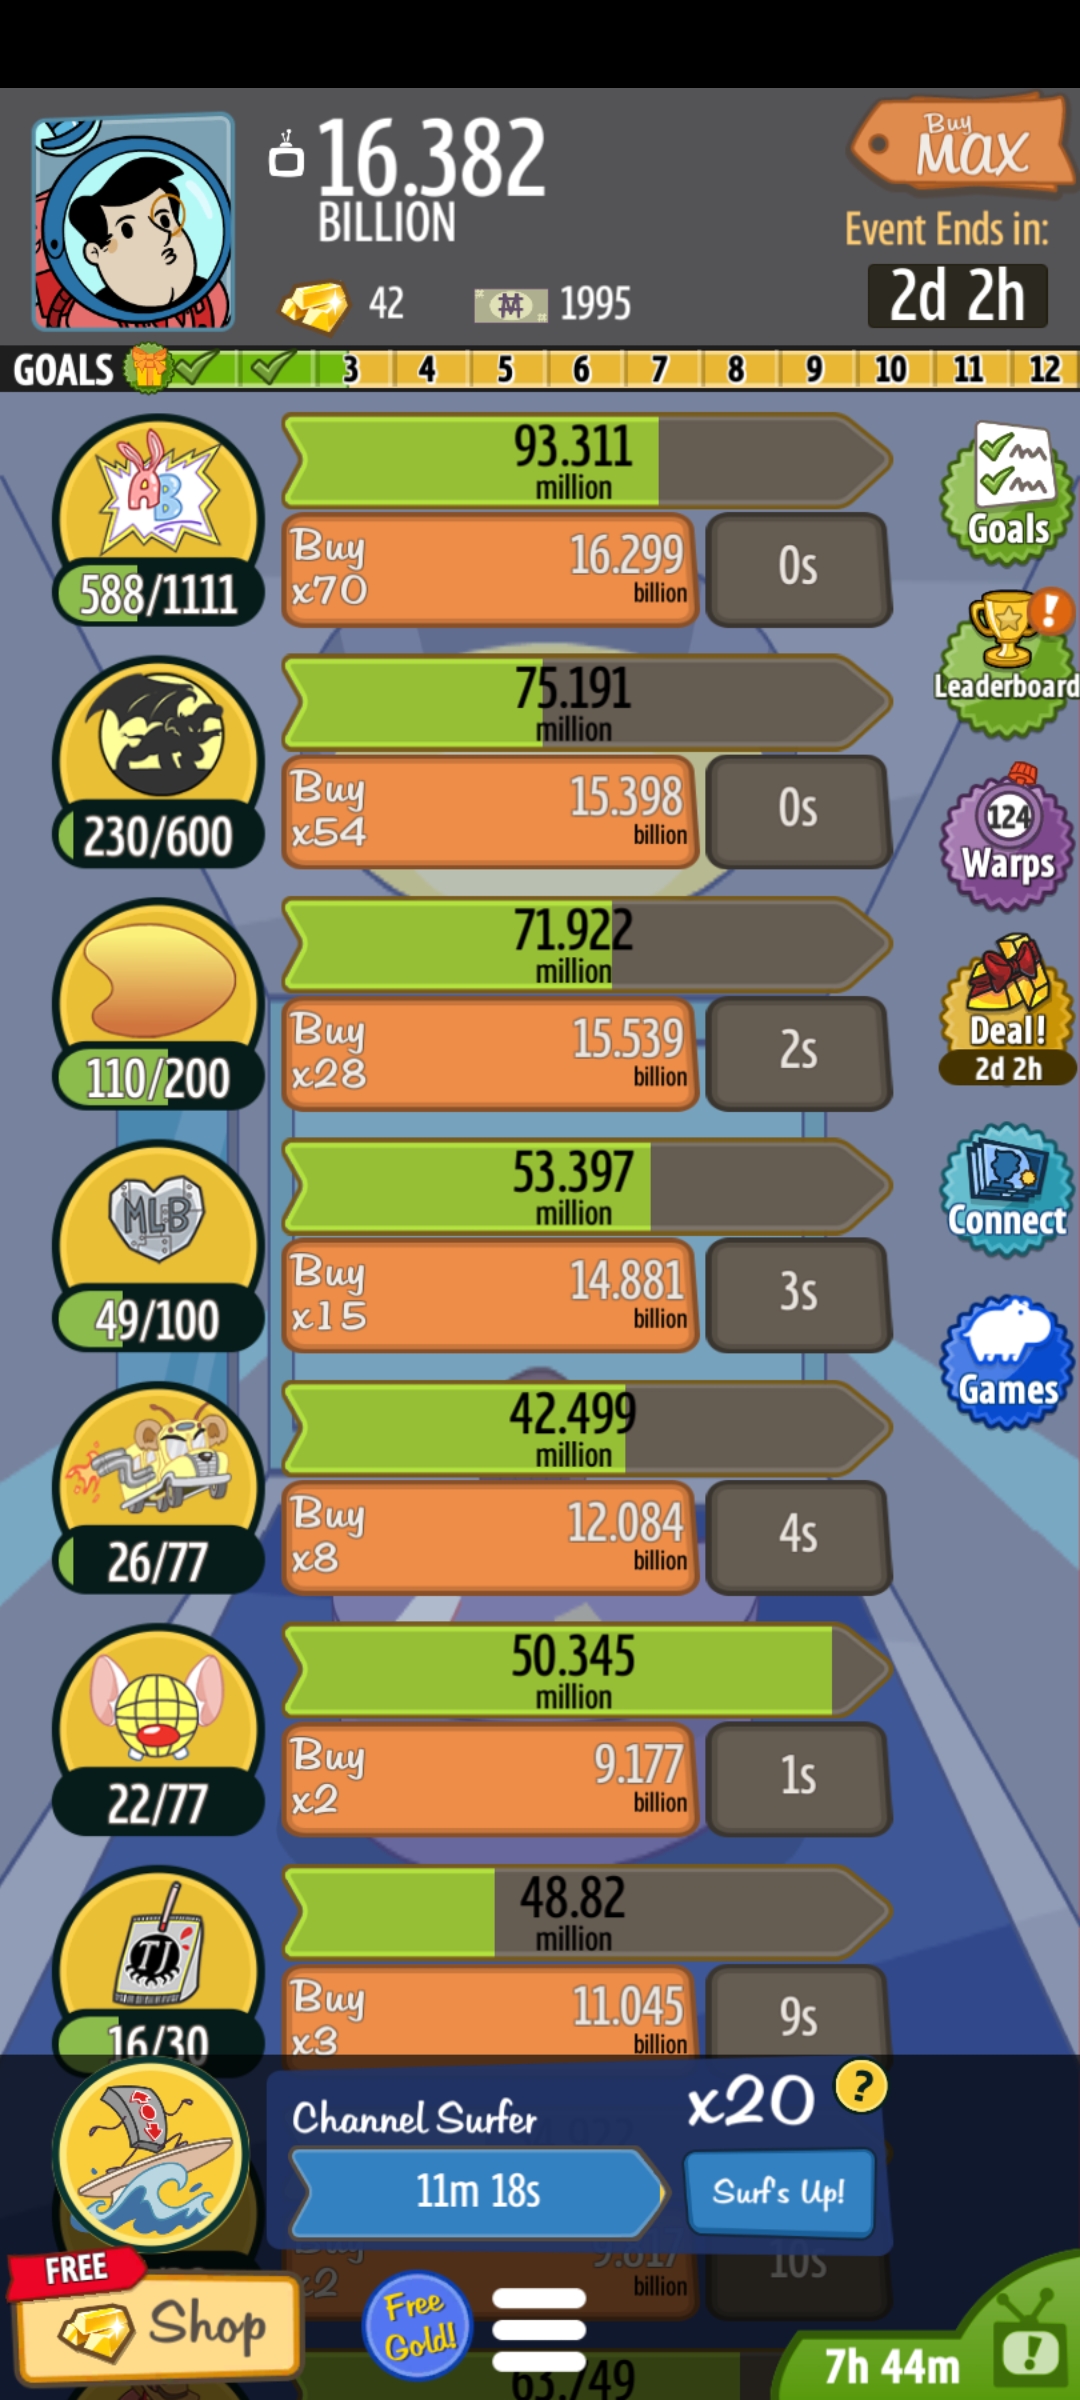 16.382
BILLION
Buy
MAX
Event Ends in:
2d 2h
42
1995
GOALS
3 4 5 6 7 8 9 10 11 12
AB
93.311
million
588/1111
Buy
x70
16.299
billion
0s
Goals
75.191
million
230/600
Buy
x54
15.398
billion
0s
Leaderboard
71.922
million
110/200
Buy
x28
15.539
billion
2s
124
Warps
Deal!
2d 2h
MLB
53.397
million
49/100
Buy
x15
14.881
billion
3s
Connect
42.499
million
26/77
Buy
x8
12.084
billion
4s
Games
50.345
million
22/77
Buy
x2
9.177
billion
1s
TJ
48.82
million
16/30
Buy
x3
11.045
billion
9s
Channel Surfer
x20
?
11m 18s
Surf's Up!
Buy
x2
9.617
billion
10s
FREE
Shop
Free
Gold!
63.749
7h 44m